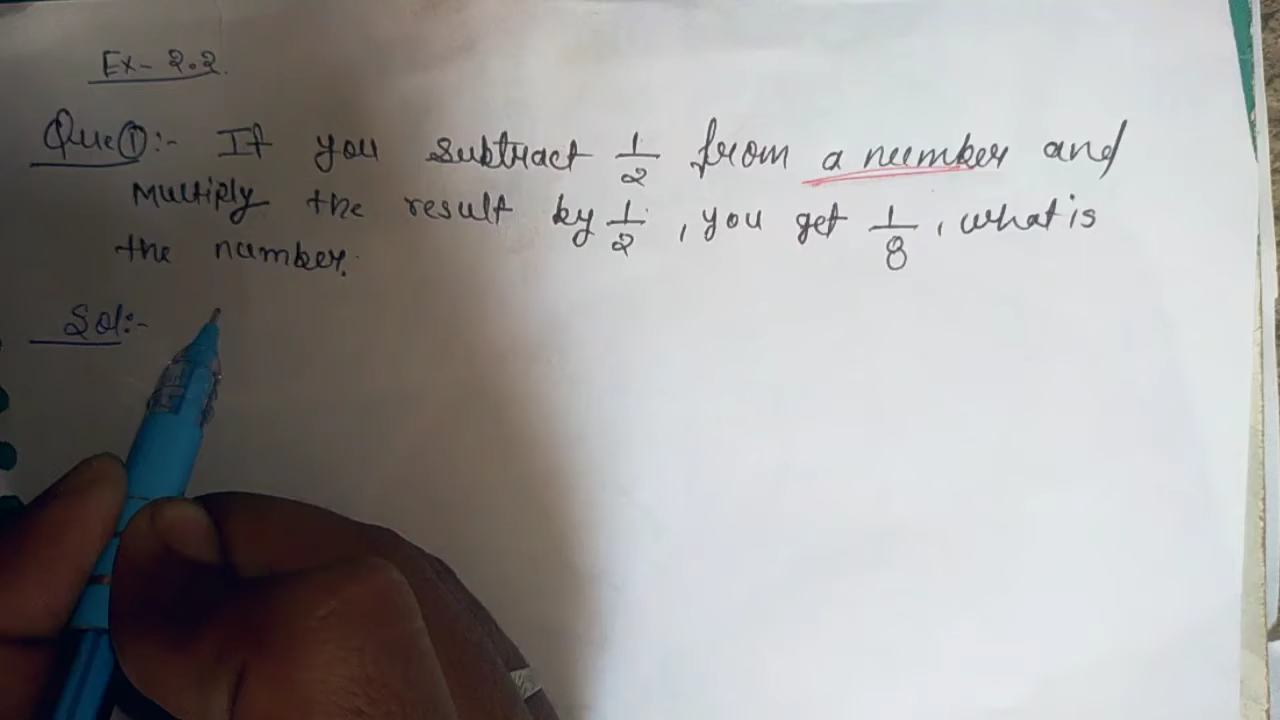 Ex- 2.2.
Que①:- If you subtract 1/2 from a number and
Multiply the result by 1/2, you get 1/8, what is
the number.
Sol:-